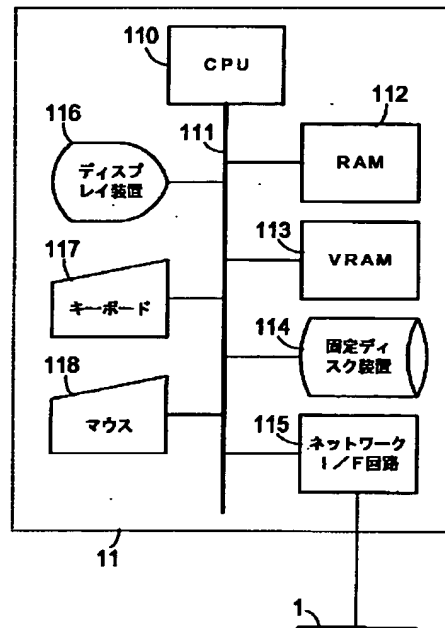 110
CPU
116
111
112
ディスプ
レイ装置
RAM
117
113
キーボード
VRAM
118
114
固定ディ
スク装置
マウス
115
ネットワーク
I/F回路
11
1